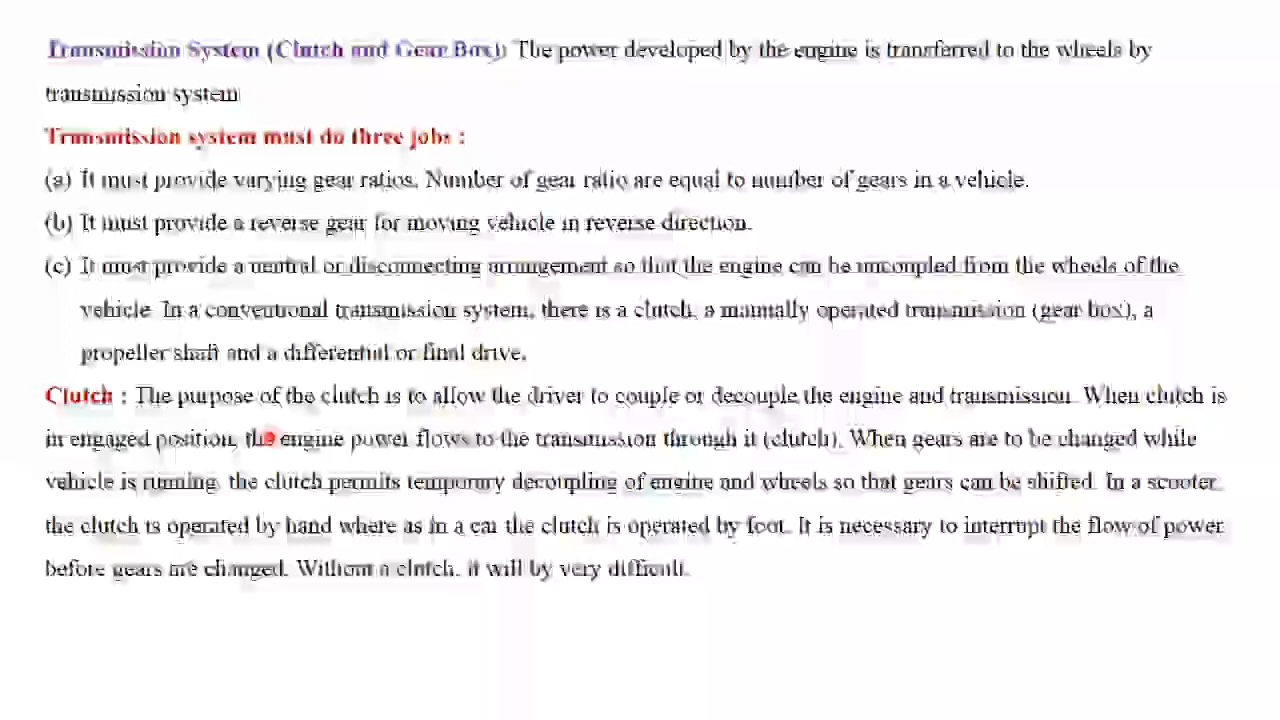 Transmission System (Clutch and Gear Box): The power developed by the engine is transferred to the wheels by
transmission system
Transmission system must do three jobs :
(a) It must provide varying gear ratios. Number of gear ratio are equal to number of gears in a vehicle.
(b) It must provide a reverse gear for moving vehicle in reverse direction.
(c) It must provide a neutral or disconnecting arrangement so that the engine can be uncoupled from the wheels of the
vehicle. In a conventional transmission system, there is a clutch, a manually operated transmission (gear box), a
propeller shaft and a differential or final drive.
Clutch : The purpose of the clutch is to allow the driver to couple or decouple the engine and transmission. When clutch is
in engaged position, the engine power flows to the transmission through it (clutch). When gears are to be changed while
vehicle is running, the clutch permits temporary decoupling of engine and wheels so that gears can be shifted. In a scooter,
the clutch is operated by hand where as in a car the clutch is operated by foot. It is necessary to interrupt the flow of power
before gears are changed. Without a clutch, it will by very difficult.